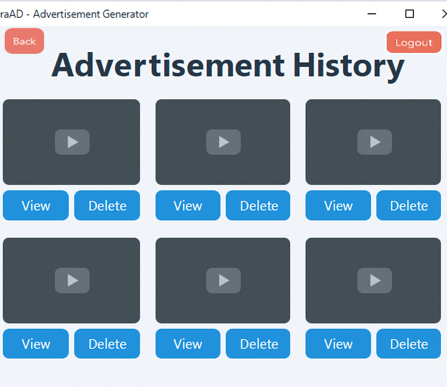 raAD - Advertisement Generator
Back
Logout
Advertisement History
View Delete View Delete View Delete
View Delete View Delete View Delete